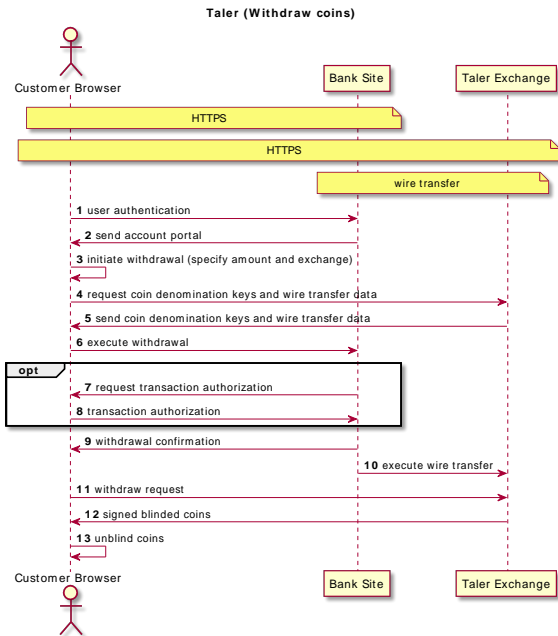 Taler (Withdraw coins)
Customer Browser
Bank Site
Taler Exchange
HTTPS
HTTPS
wire transfer
1 user authentication
2 send account portal
3 initiate withdrawal (specify amount and exchange)
4 request coin denomination keys and wire transfer data
5 send coin denomination keys and wire transfer data
6 execute withdrawal
opt
7 request transaction authorization
8 transaction authorization
9 withdrawal confirmation
10 execute wire transfer
11 withdraw request
12 signed blinded coins
13 unblind coins
Customer Browser
Bank Site
Taler Exchange